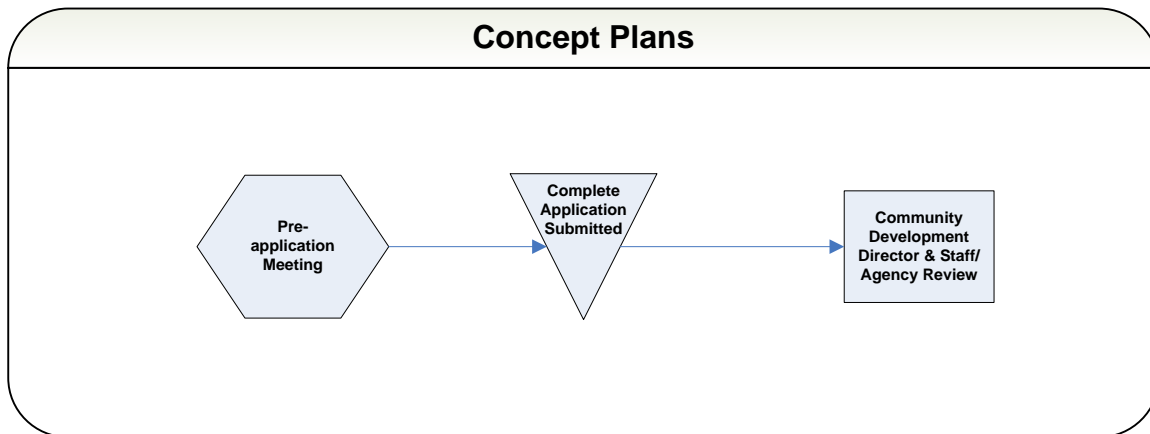 Concept Plans
Pre-
application
Meeting
Complete
Application
Submitted
Community
Development
Director & Staff/
Agency Review